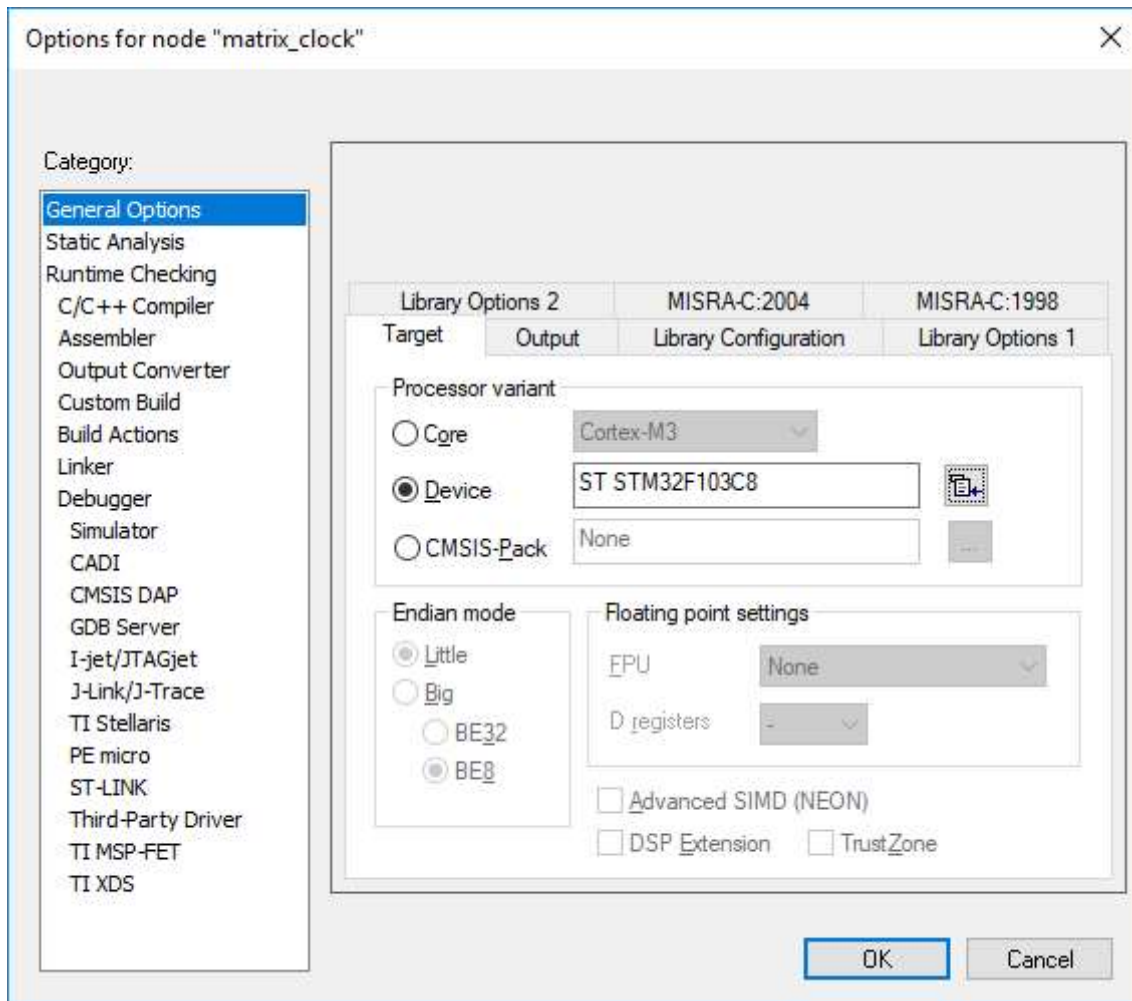 Options for node "matrix_clock"
Category:
General Options
Static Analysis
Runtime Checking
C/C++ Compiler
Assembler
Output Converter
Custom Build
Build Actions
Linker
Debugger
Simulator
CADI
CMSIS DAP
GDB Server
I-jet/JTAGjet
J-Link/J-Trace
TI Stellaris
PE micro
ST-LINK
Third-Party Driver
TI MSP-FET
TI XDS
Library Options 2 MISRA-C:2004 MISRA-C:1998
Target Output Library Configuration Library Options 1
Processor variant
Core Cortex-M3
Device ST STM32F103C8
CMSIS-Pack None ...
Endian mode
Little
Big
BE32
BE8
Floating point settings
FPU None
D registers -
Advanced SIMD (NEON)
DSP Extension TrustZone
OK Cancel